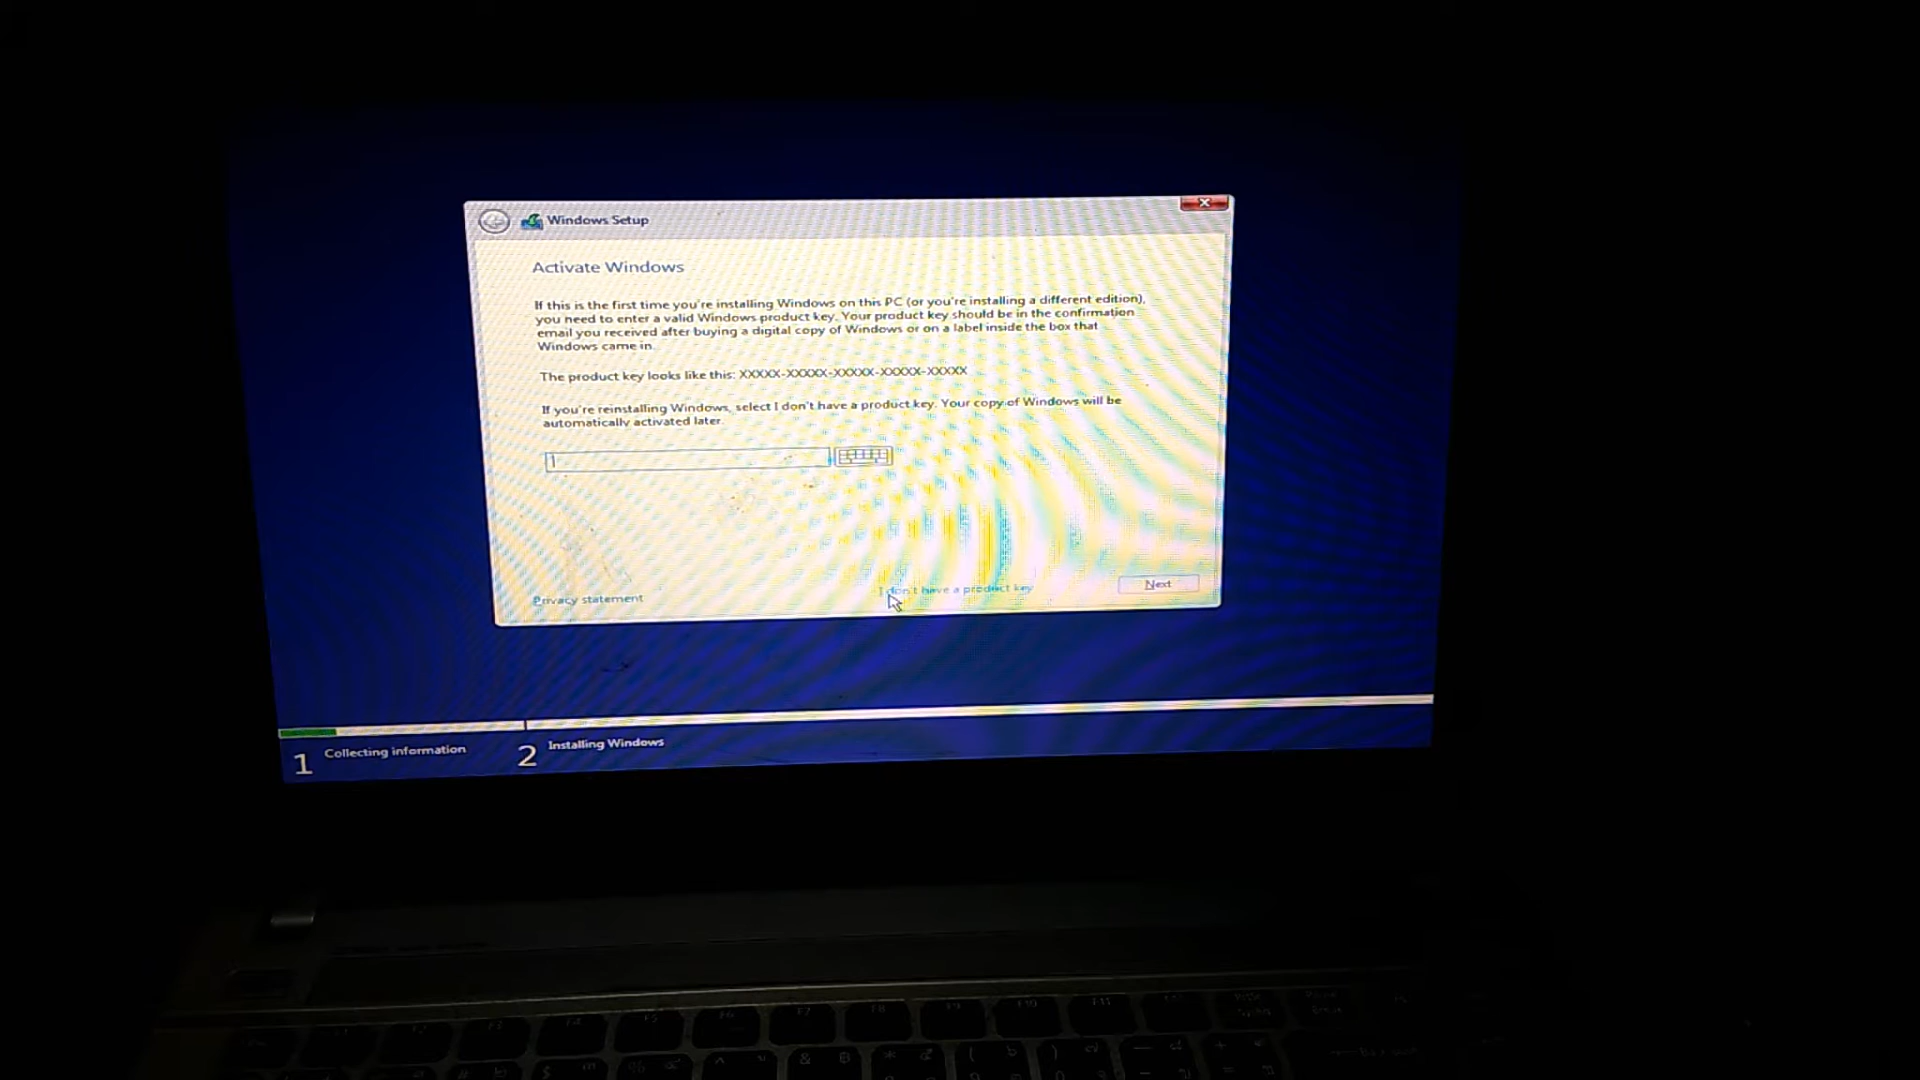 Windows Setup
Activate Windows
If this is the first time you're installing Windows on this PC (or you're installing a different edition),
you need to enter a valid Windows product key. Your product key should be in the confirmation
email you received after buying a digital copy of Windows or on a label inside the box that
Windows came in.
The product key looks like this: XXXXX-XXXXX-XXXXX-XXXXX-XXXXX
If you're reinstalling Windows, select I don't have a product key. Your copy of Windows will be
automatically activated later.
I don't have a product key
Next
Privacy statement
1 Collecting information
2 Installing Windows
F7 F8 F9 F10 F11